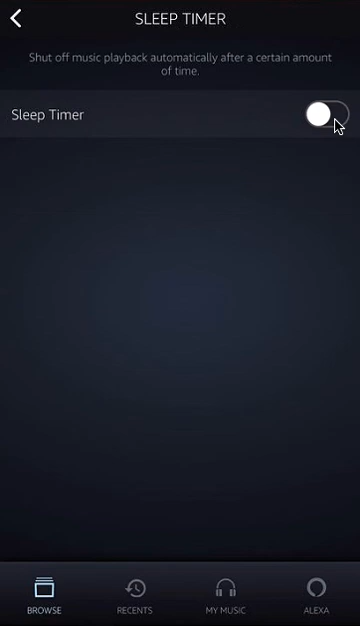 SLEEP TIMER
Shut off music playback automatically after a certain amount
of time.
Sleep Timer
BROWSE
RECENTS
MY MUSIC
ALEXA